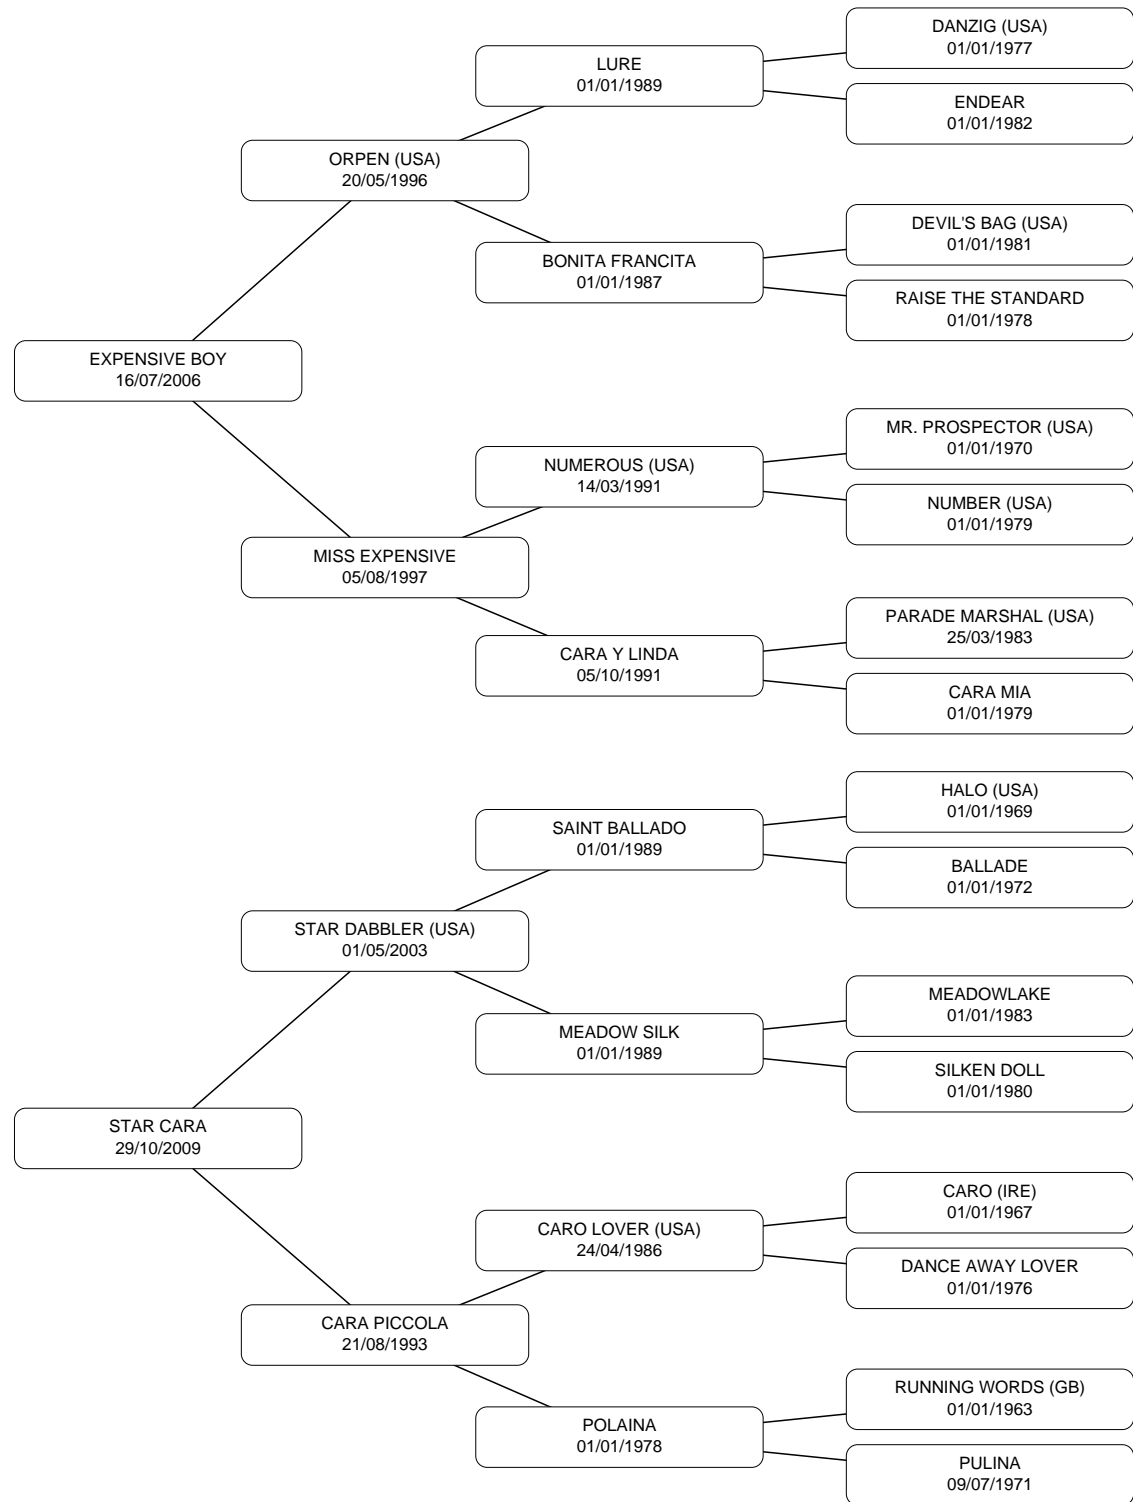 DANZIG (USA)
01/01/1977
LURE
01/01/1989
ENDEAR
01/01/1982
ORPEN (USA)
20/05/1996
DEVIL'S BAG (USA)
01/01/1981
BONITA FRANCITA
01/01/1987
RAISE THE STANDARD
01/01/1978
EXPENSIVE BOY
16/07/2006
MR. PROSPECTOR (USA)
01/01/1970
NUMEROUS (USA)
14/03/1991
NUMBER (USA)
01/01/1979
MISS EXPENSIVE
05/08/1997
PARADE MARSHAL (USA)
25/03/1983
CARA Y LINDA
05/10/1991
CARA MIA
01/01/1979
HALO (USA)
01/01/1969
SAINT BALLADO
01/01/1989
BALLADE
01/01/1972
STAR DABBLER (USA)
01/05/2003
MEADOWLAKE
01/01/1983
MEADOW SILK
01/01/1989
SILKEN DOLL
01/01/1980
STAR CARA
29/10/2009
CARO (IRE)
01/01/1967
CARO LOVER (USA)
24/04/1986
DANCE AWAY LOVER
01/01/1976
CARA PICCOLA
21/08/1993
RUNNING WORDS (GB)
01/01/1963
POLAINA
01/01/1978
PULINA
09/07/1971